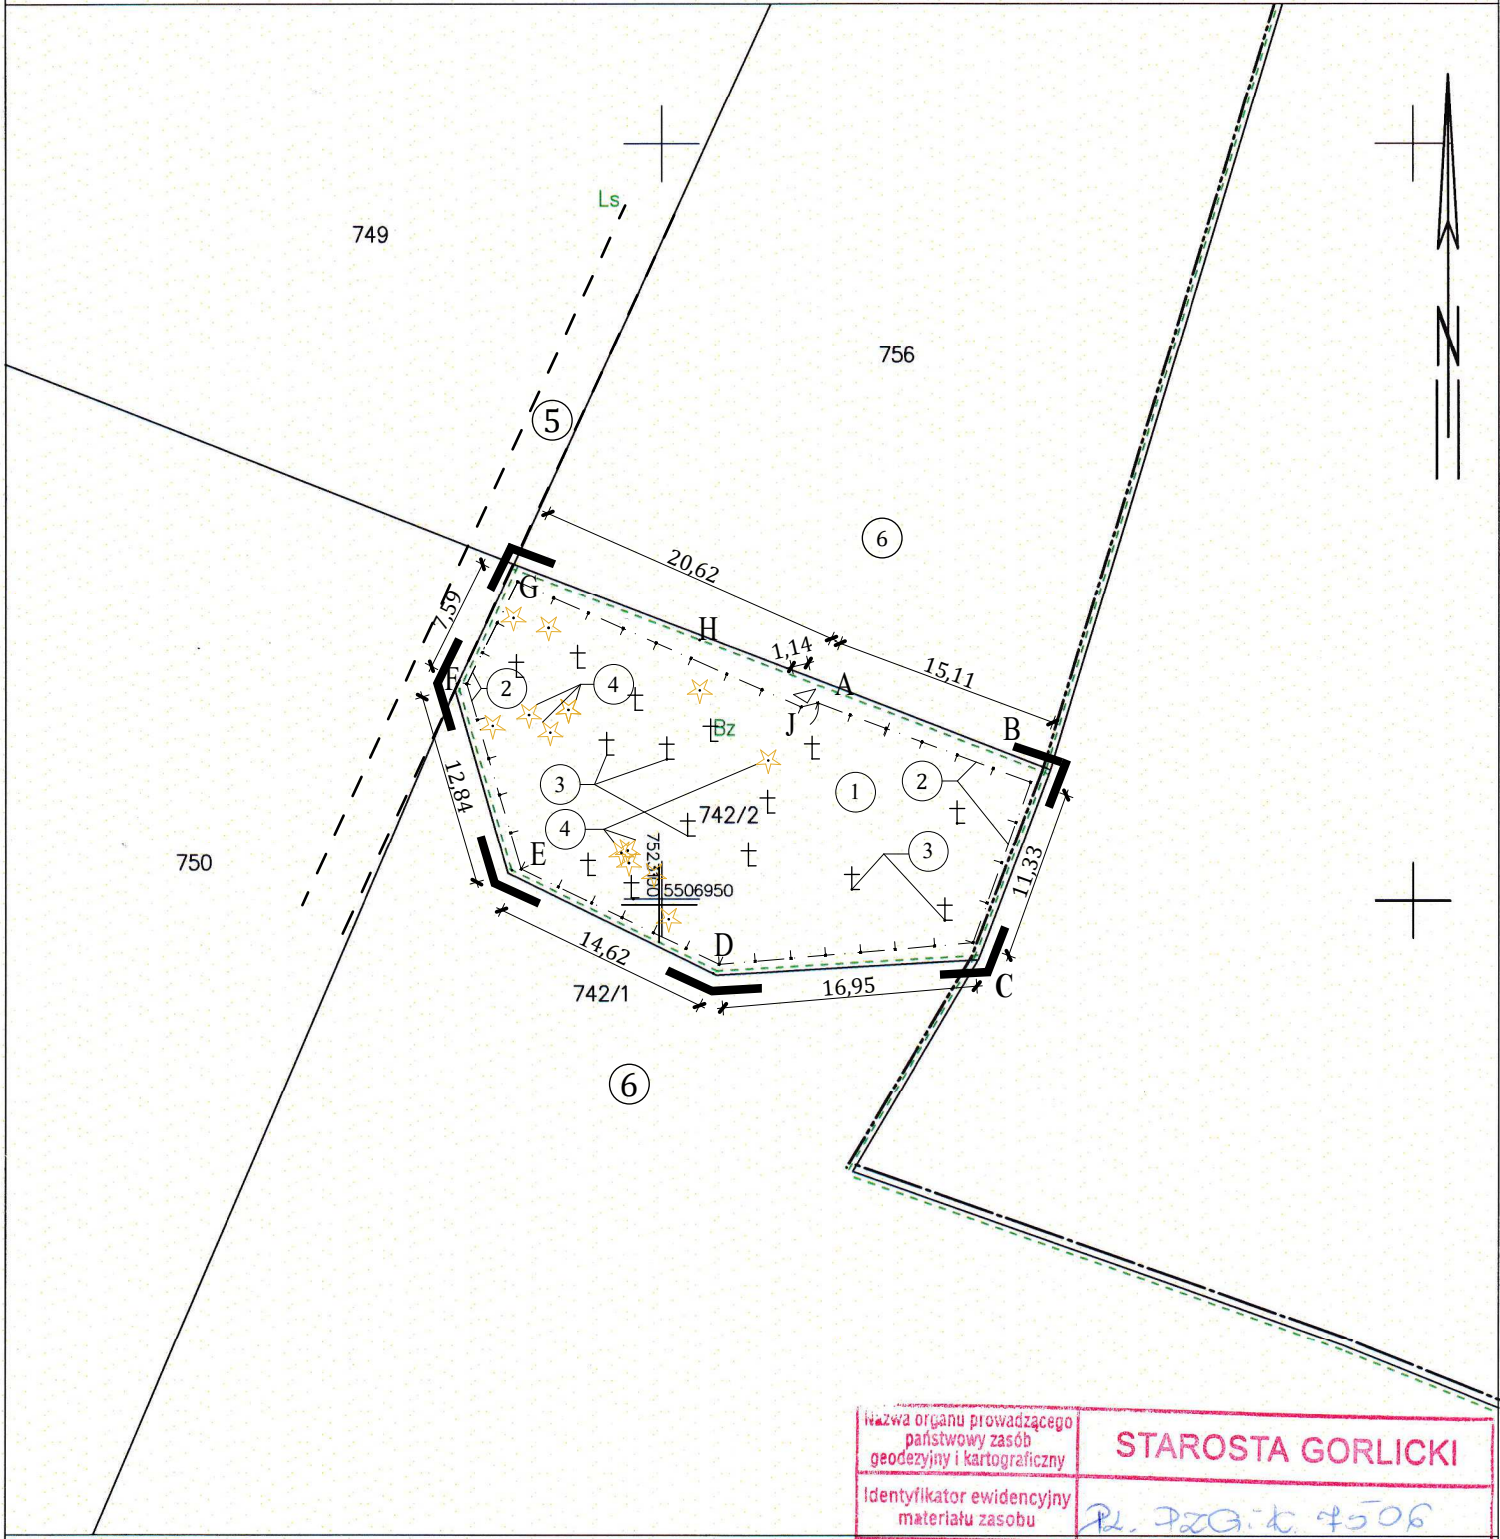 Ls
749
756
5
6
20,62
G
7,59
H
1,14
15,11
A
F
2
4
B
J
Bz
12,84
3
1
2
742/2
4
3
750
E
752
5506950
11,33
D
14,62
16,95
C
742/1
6
N
Nazwa organu prowadzącego
państwowy zasób
geodezyjny i kartograficzny
STAROSTA GORLICKI
Identyfikator ewidencyjny
materiału zasobu